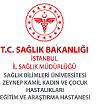 T.C. SAĞLIK BAKANLIĞI
İSTANBUL
İL SAĞLIK MÜDÜRLÜĞÜ
SAĞLIK BİLİMLERİ ÜNİVERSİTESİ
ZEYNEP KAMİL KADIN VE ÇOCUK
HASTALIKLARI
EĞİTİM VE ARAŞTIRMA HASTANESİ